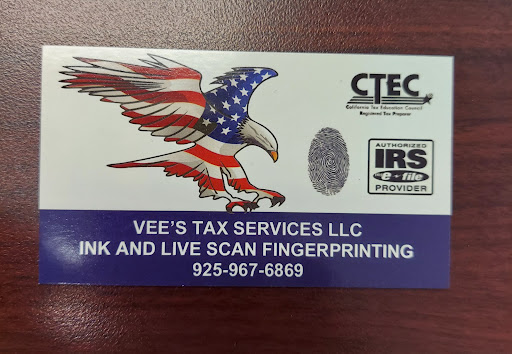 CTEC
California Tax Education Council
Registered Tax Preparer
AUTHORIZED
IRS
e-file
PROVIDER
VEE'S TAX SERVICES LLC
INK AND LIVE SCAN FINGERPRINTING
925-967-6869